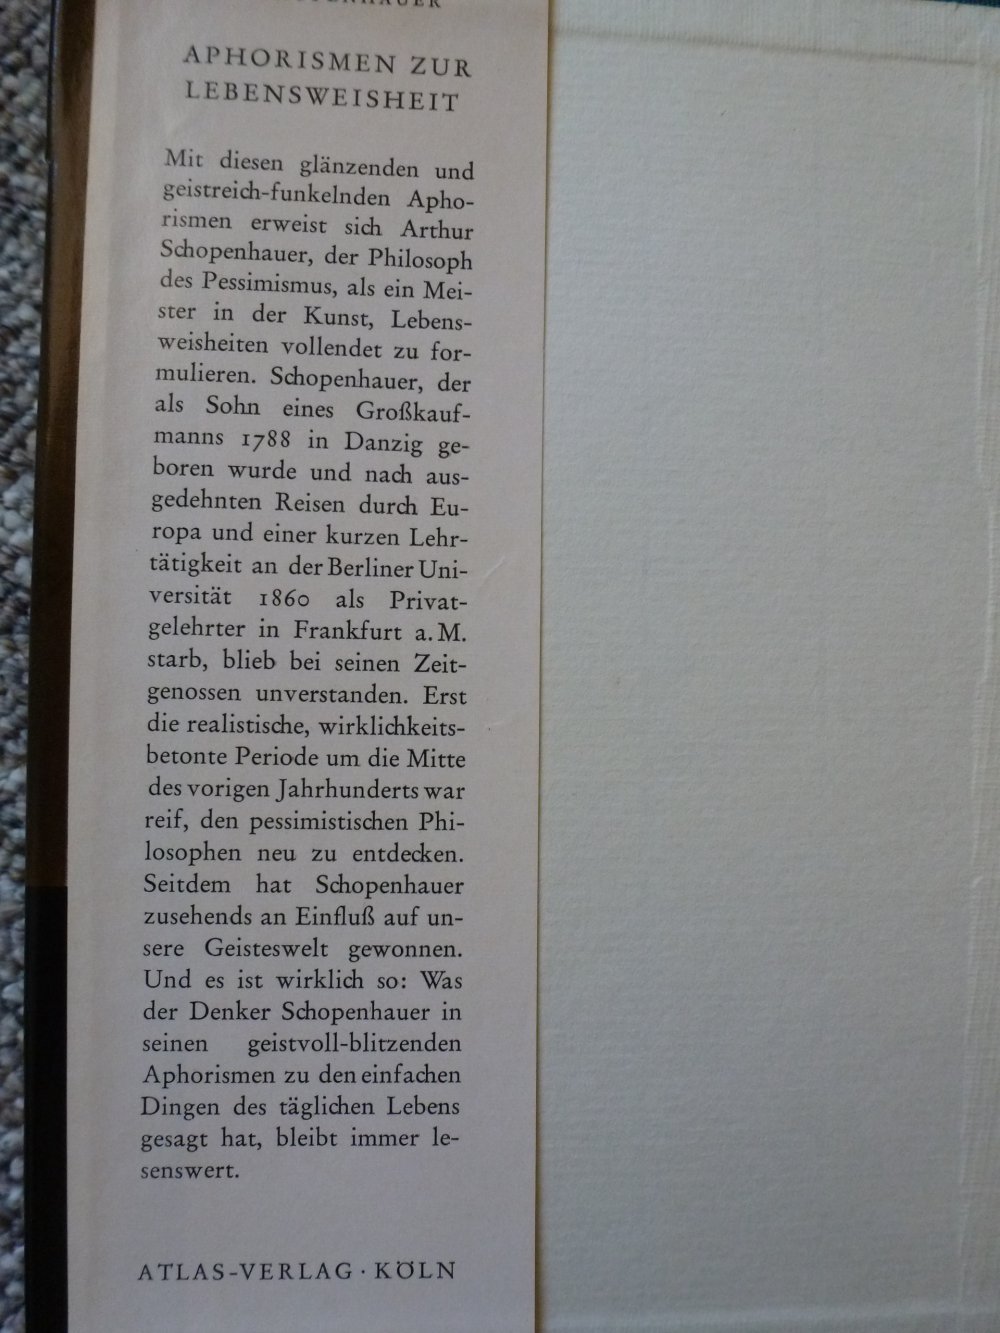 SCHOPENHAUER
APHORISMEN ZUR
LEBENSWEISHEIT
Mit diesen glänzenden und
geistreich-funkelnden Apho-
rismen erweist sich Arthur
Schopenhauer, der Philosoph
des Pessimismus, als ein Mei-
ster in der Kunst, Lebens-
weisheiten vollendet zu for-
mulieren. Schopenhauer, der
als Sohn eines Großkauf-
manns 1788 in Danzig ge-
boren wurde und nach aus-
gedehnten Reisen durch Eu-
ropa und einer kurzen Lehr-
tätigkeit an der Berliner Uni-
versität 1860 als Privat-
gelehrter in Frankfurt a. M.
starb, blieb bei seinen Zeit-
genossen unverstanden. Erst
die realistische, wirklichkeits-
betonte Periode um die Mitte
des vorigen Jahrhunderts war
reif, den pessimistischen Phi-
losophen neu zu entdecken.
Seitdem hat Schopenhauer
zusehends an Einfluß auf un-
sere Geisteswelt gewonnen.
Und es ist wirklich so: Was
der Denker Schopenhauer in
seinen geistvoll-blitzenden
Aphorismen zu den einfachen
Dingen des täglichen Lebens
gesagt hat, bleibt immer le-
senswert.
ATLAS-VERLAG · KÖLN